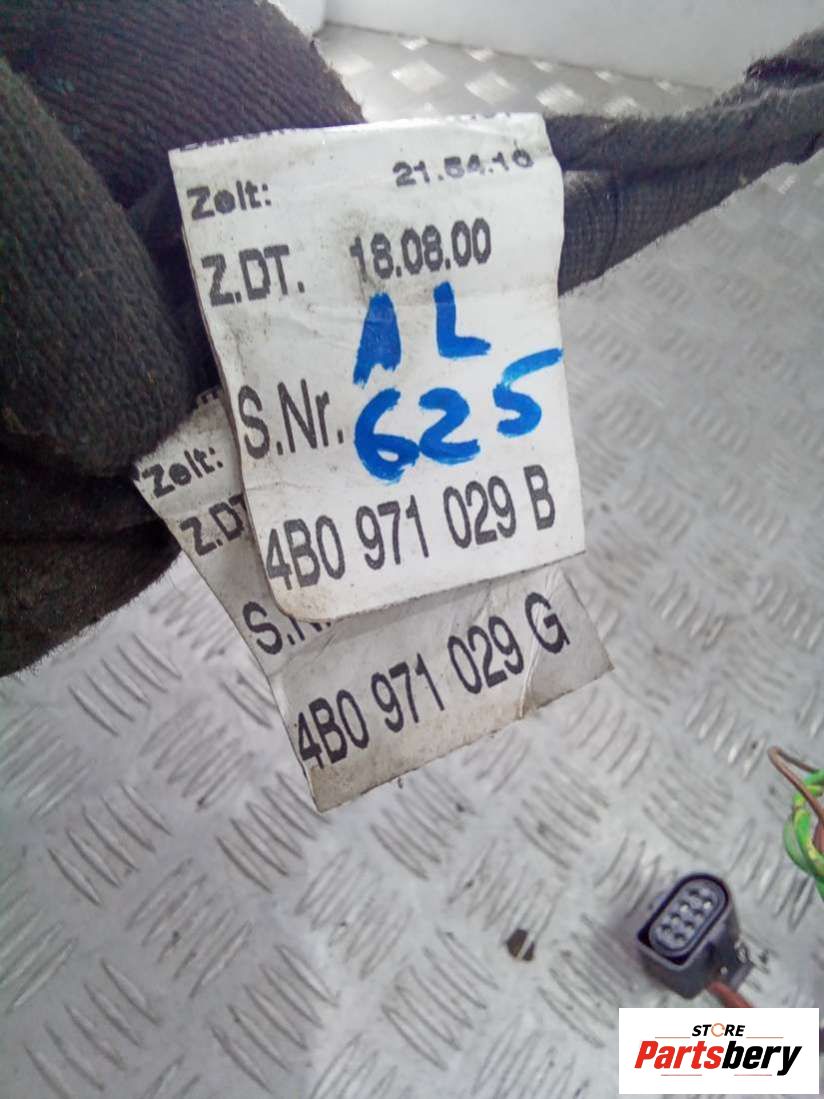 Zeit: 21.54.10
Z.DT. 18.08.00
AL
S.Nr. 625
4B0 971 029 B
Zeit:
Z.DT
S.N
4B0 971 029 G
STORE
Partsbery